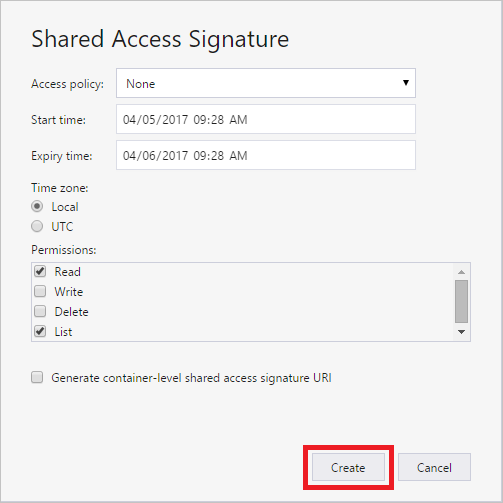 Shared Access Signature
Access policy: None
Start time: 04/05/2017 09:28 AM
Expiry time: 04/06/2017 09:28 AM
Time zone:
Local
UTC
Permissions:
Read
Write
Delete
List
Generate container-level shared access signature URI
Create Cancel